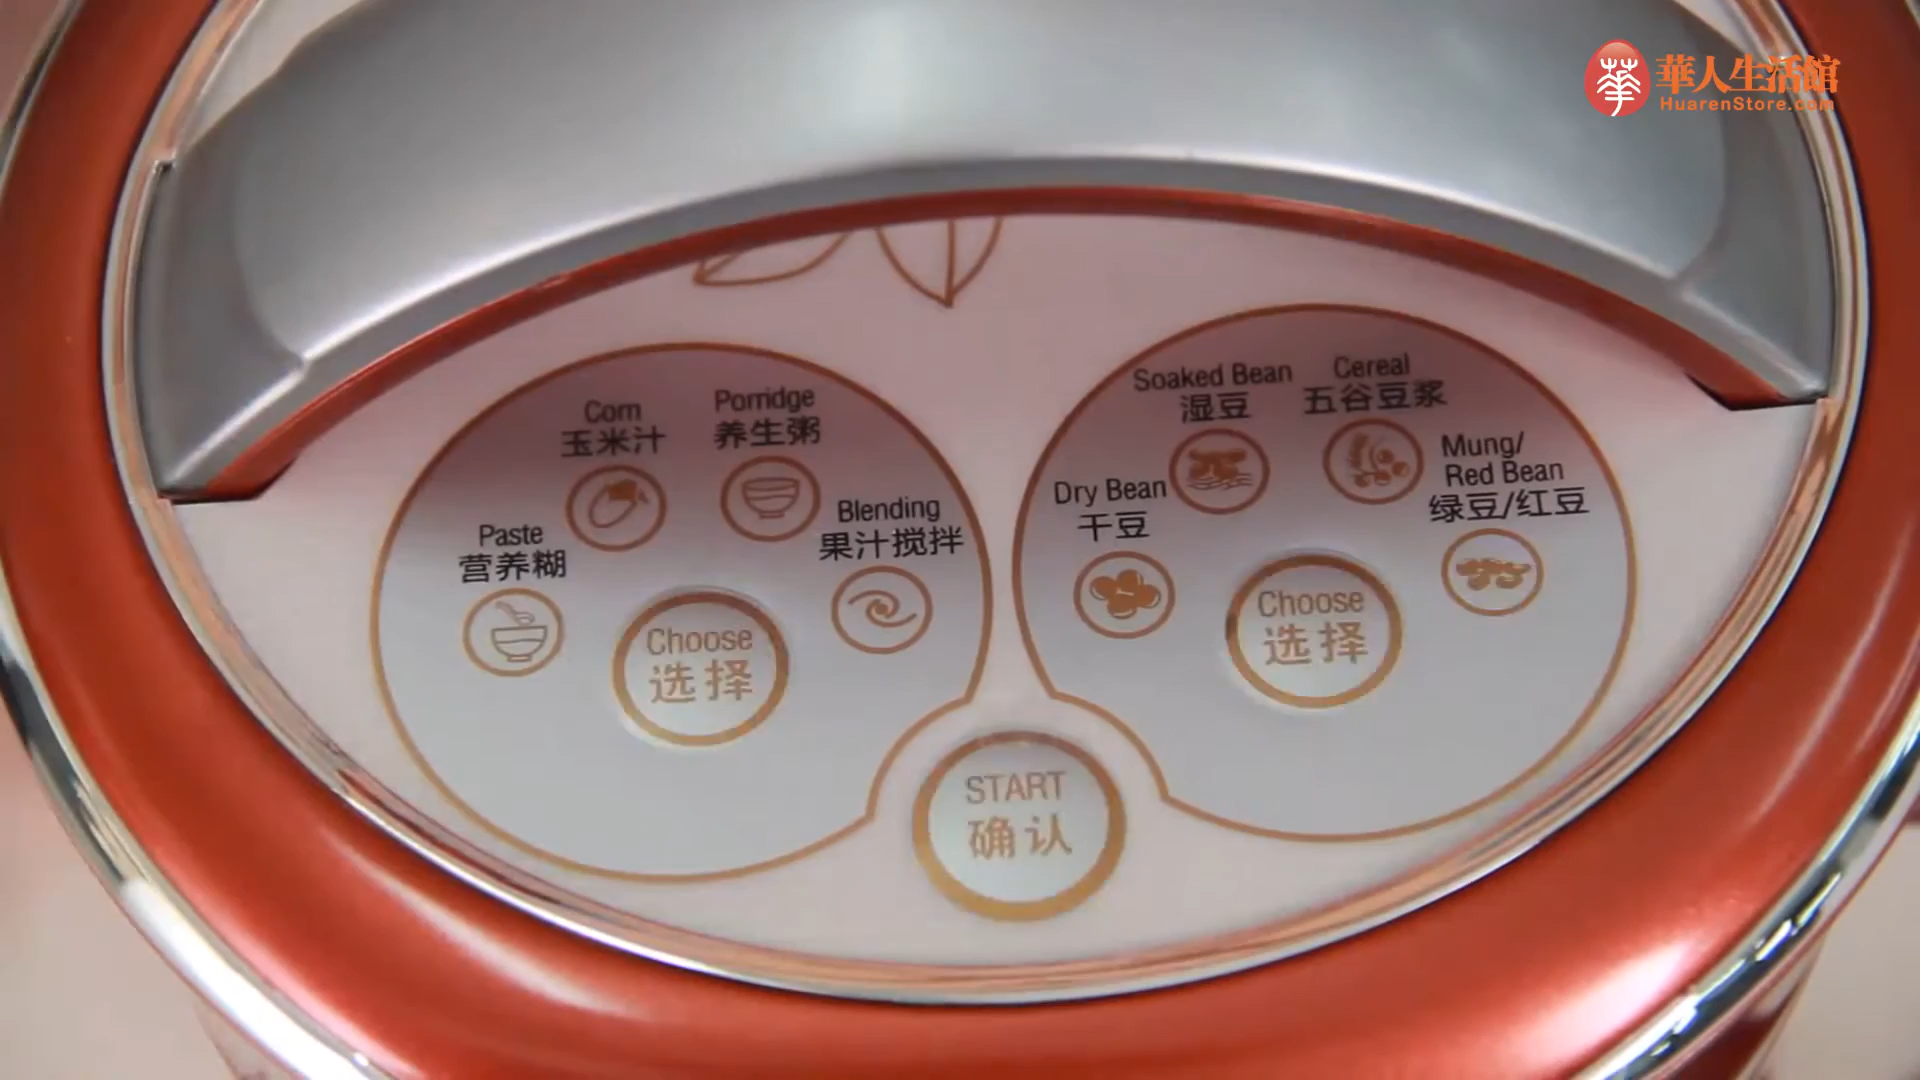 華人生活館
HuarenStore.com
Corn
玉米汁
Porridge
养生粥
Paste
营养糊
Blending
果汁搅拌
Choose
选择
Soaked Bean
湿豆
Cereal
五谷豆浆
Dry Bean
干豆
Mung/
Red Bean
绿豆/红豆
Choose
选择
START
确认